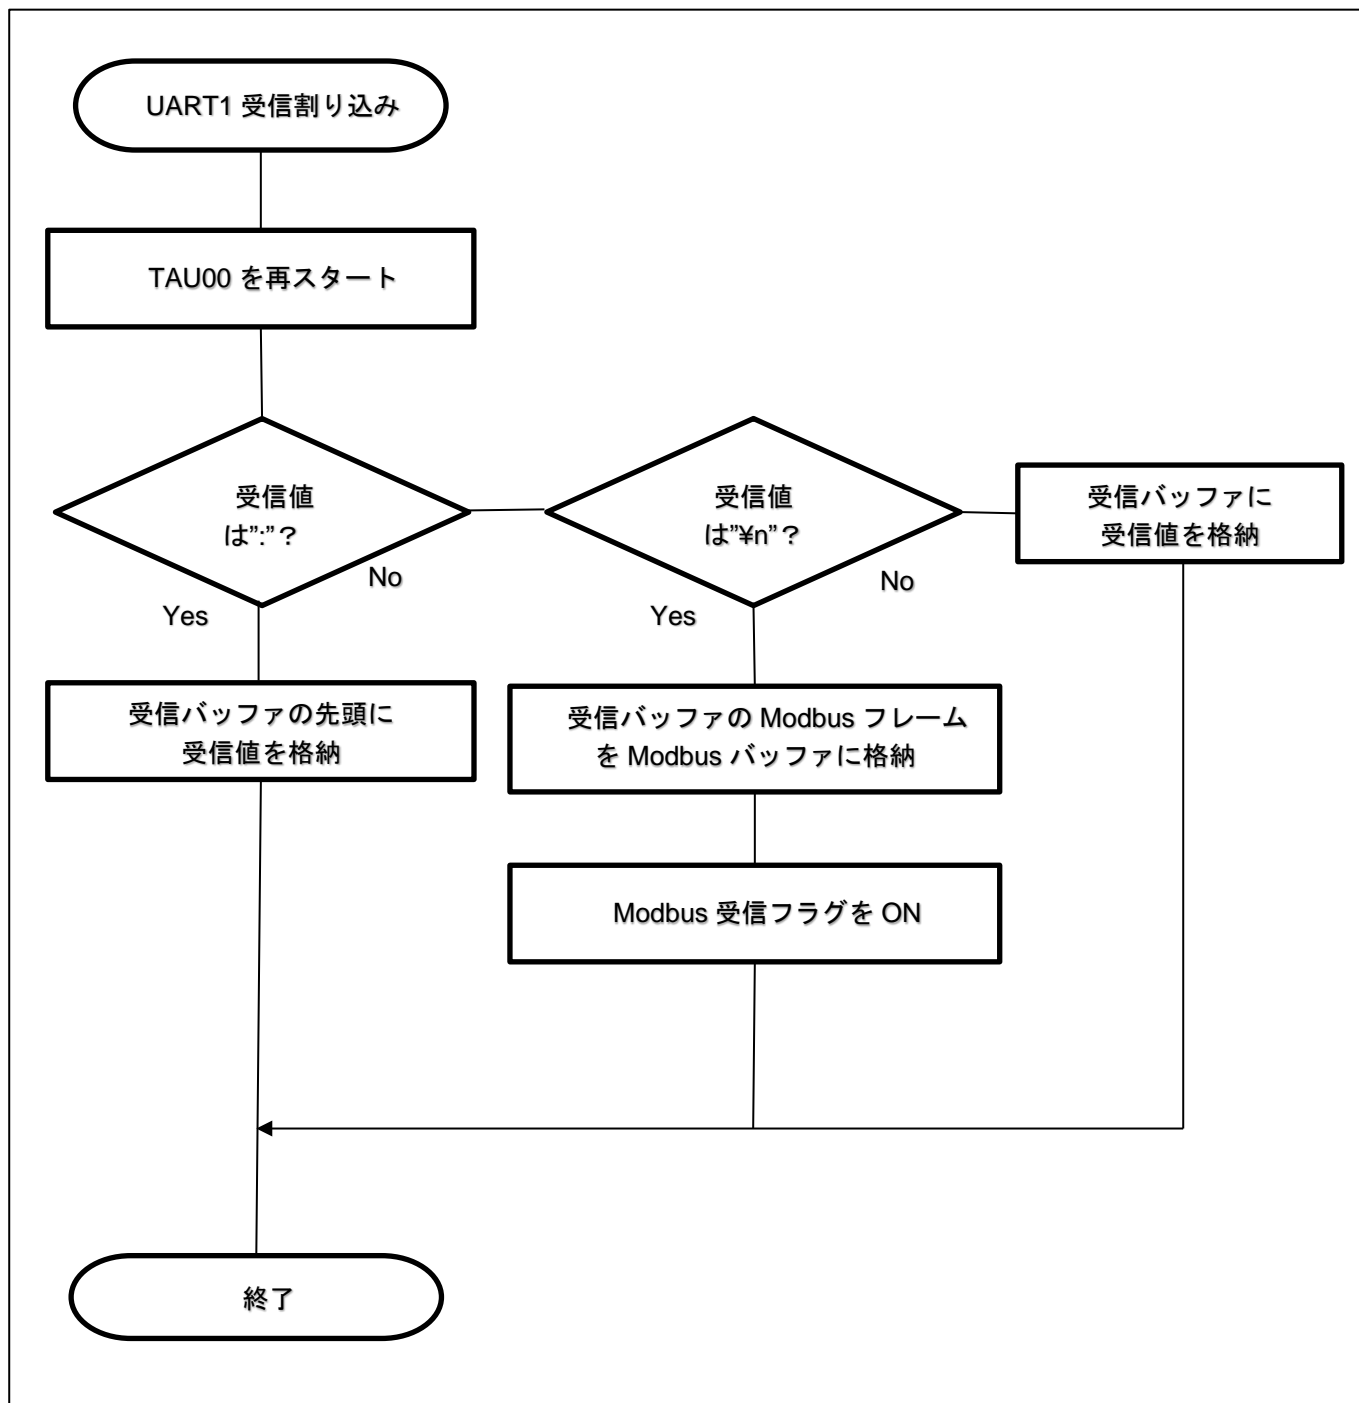 UART1 受信割り込み
TAU00 を再スタート
受信値
は”:”？
No
Yes
受信値
は”¥n”？
No
Yes
受信バッファに
受信値を格納
受信バッファの先頭に
受信値を格納
受信バッファの Modbus フレーム
を Modbus バッファに格納
Modbus 受信フラグを ON
終了